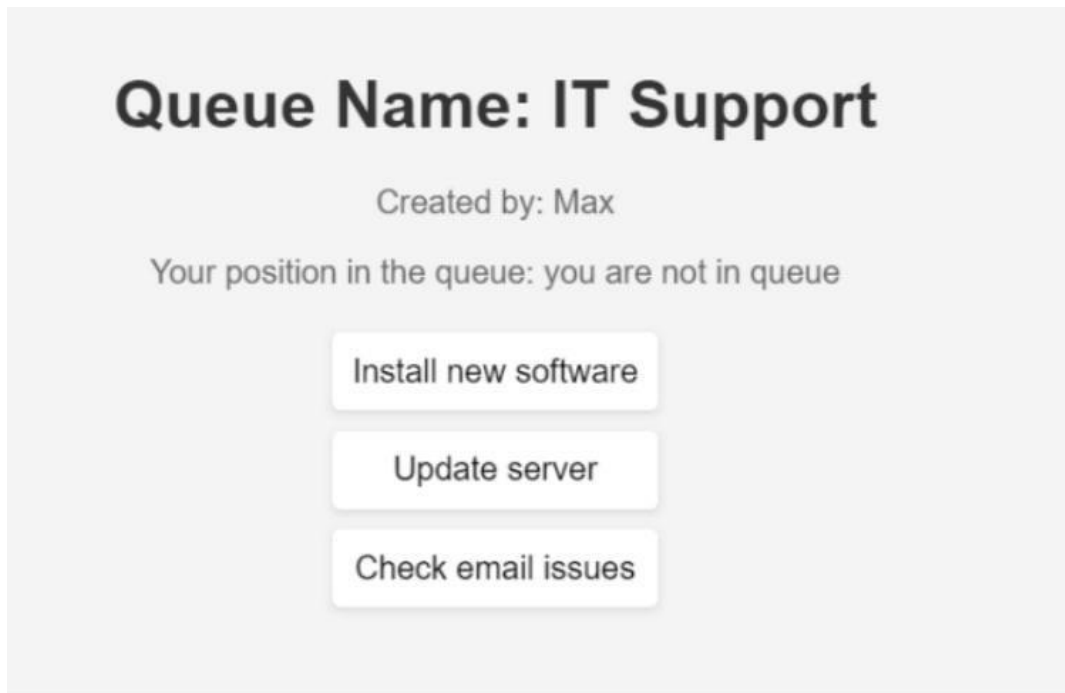 Queue Name: IT Support
Created by: Max
Your position in the queue: you are not in queue
Install new software
Update server
Check email issues